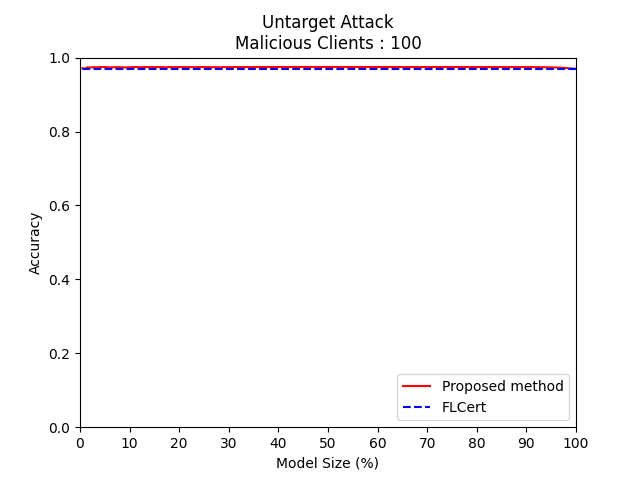 Untarget Attack
Malicious Clients : 100
1.0
0.8
0.6
0.4
0.2
0.0
Accuracy
Proposed method
FLCert
0 10 20 30 40 50 60 70 80 90 100
Model Size (%)